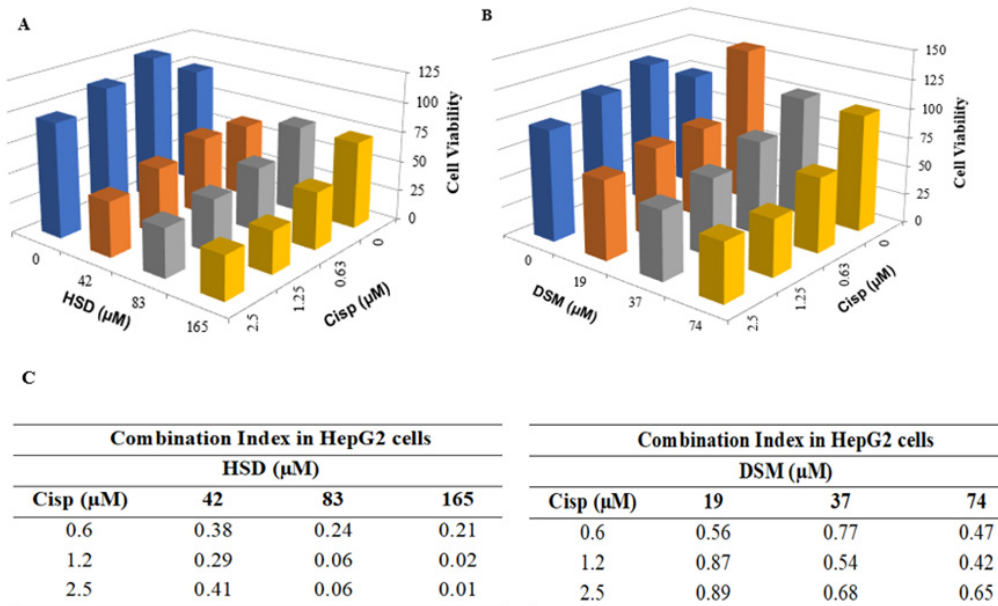 A
125
100
75
50
25
0
Cell Viability
0
42
83
165
HSD (μM)
2.5
1.25
0.63
0
Cisp (μM)
B
150
125
100
75
50
25
0
Cell Viability
0
19
37
74
DSM (μM)
2.5
1.25
0.63
0
Cisp (μM)
C
Combination Index in HepG2 cells
HSD (μM)
Cisp (μM) 42 83 165
0.6 0.38 0.24 0.21
1.2 0.29 0.06 0.02
2.5 0.41 0.06 0.01
Combination Index in HepG2 cells
DSM (μM)
Cisp (μM) 19 37 74
0.6 0.56 0.77 0.47
1.2 0.87 0.54 0.42
2.5 0.89 0.68 0.65